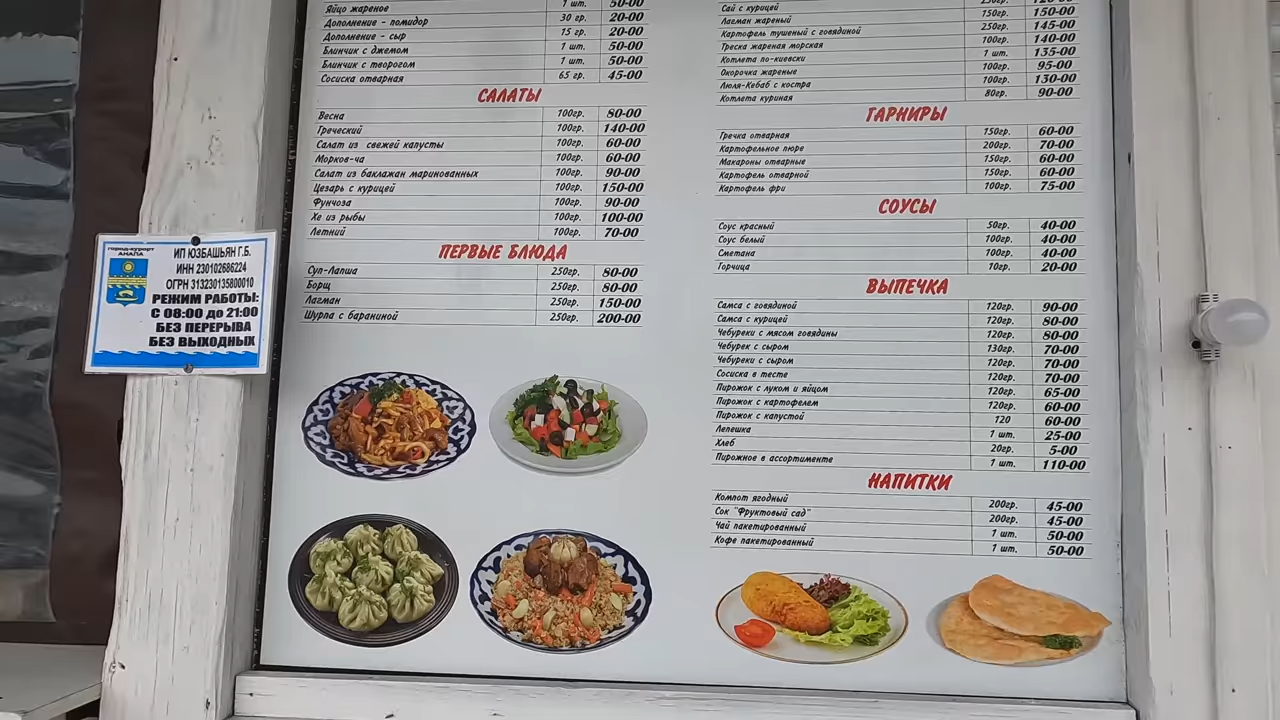 город-курорт
АНАПА
ИП ЮЗБАШЬЯН Г.Б.
ИНН 230102686224
ОГРН 313230135800010
РЕЖИМ РАБОТЫ:
С 08:00 до 21:00
БЕЗ ПЕРЕРЫВА
БЕЗ ВЫХОДНЫХ
Яйцо жареное 1 шт. 50-00
Дополнение - помидор 30 гр. 20-00
Дополнение - сыр 15 гр. 20-00
Блинчик с джемом 1 шт. 50-00
Блинчик с творогом 1 шт. 50-00
Сосиска отварная 65 гр. 45-00
САЛАТЫ
Весна 100гр. 80-00
Греческий 100гр. 140-00
Салат из свежей капусты 100гр. 60-00
Морков-ча 100гр. 60-00
Салат из баклажан маринованных 100гр. 90-00
Цезарь с курицей 100гр. 150-00
Фунчоза 100гр. 90-00
Хе из рыбы 100гр. 100-00
Летний 100гр. 70-00
ПЕРВЫЕ БЛЮДА
Суп-Лапша 250гр. 80-00
Борщ 250гр. 80-00
Лагман 250гр. 150-00
Шурпа с бараниной 250гр. 200-00
Сай с курицей
Лагман жареный 150гр. 150-00
Картофель тушеный с говядиной 250гр. 145-00
Треска жареная морская 100гр. 140-00
Котлета по-киевски 1 шт. 135-00
Окорочка жареные 100гр. 95-00
Люля-Кебаб с костра 100гр. 130-00
Котлета куриная 80гр. 90-00
ГАРНИРЫ
Гречка отварная 150гр. 60-00
Картофельное пюре 200гр. 70-00
Макароны отварные 150гр. 60-00
Картофель отварной 150гр. 60-00
Картофель фри 100гр. 75-00
СОУСЫ
Соус красный 50гр. 40-00
Соус белый 100гр. 40-00
Сметана 100гр. 40-00
Горчица 10гр. 20-00
ВЫПЕЧКА
Самса с говядиной 120гр. 90-00
Самса с курицей 120гр. 80-00
Чебуреки с мясом говядины 120гр. 80-00
Чебурек с сыром 130гр. 70-00
Чебуреки с сыром 120гр. 70-00
Сосиска в тесте 120гр. 70-00
Пирожок с луком и яйцом 120гр. 65-00
Пирожок с картофелем 120гр. 60-00
Пирожок с капустой 120 60-00
Лепешка 1 шт. 25-00
Хлеб 20гр. 5-00
Пирожное в ассортименте 1 шт. 110-00
НАПИТКИ
Компот ягодный 200гр. 45-00
Сок "Фруктовый сад" 200гр. 45-00
Чай пакетированный 1 шт. 50-00
Кофе пакетированный 1 шт. 50-00